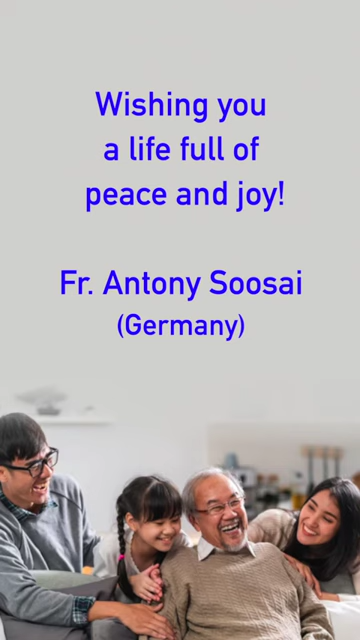 Wishing you
a life full of
peace and joy!
Fr. Antony Soosai
(Germany)